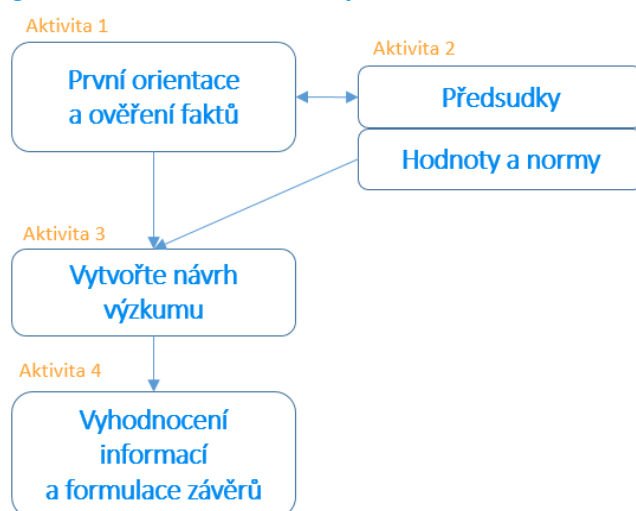 Aktivita 1
První orientace
a ověření faktů
Aktivita 2
Předsudky
Hodnoty a normy
Aktivita 3
Vytvořte návrh
výzkumu
Aktivita 4
Vyhodnocení
informací
a formulace závěrů